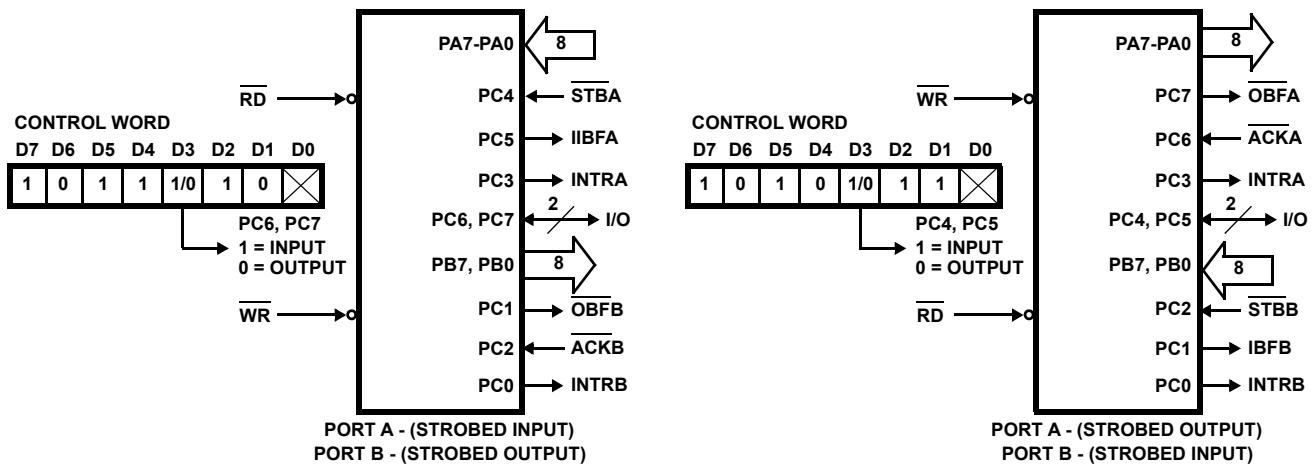 PA7-PA0 8
RD PC4 STBA
CONTROL WORD
PC5 IIBFA
D7 D6 D5 D4 D3 D2 D1 D0
1 0 1 1 1/0 1 0
PC3 INTRA
PC6, PC7 2 I/O
PC6, PC7
1 = INPUT
0 = OUTPUT
PB7, PB0 8
WR PC1 OBFB
PC2 ACKB
PC0 INTRB
PORT A - (STROBED INPUT)
PORT B - (STROBED OUTPUT)
PA7-PA0 8
WR PC7 OBFA
CONTROL WORD
PC6 ACKA
D7 D6 D5 D4 D3 D2 D1 D0
1 0 1 0 1/0 1 1
PC3 INTRA
PC4, PC5 2 I/O
PC4, PC5
1 = INPUT
0 = OUTPUT
PB7, PB0 8
RD PC2 STBB
PC1 IBFB
PC0 INTRB
PORT A - (STROBED OUTPUT)
PORT B - (STROBED INPUT)